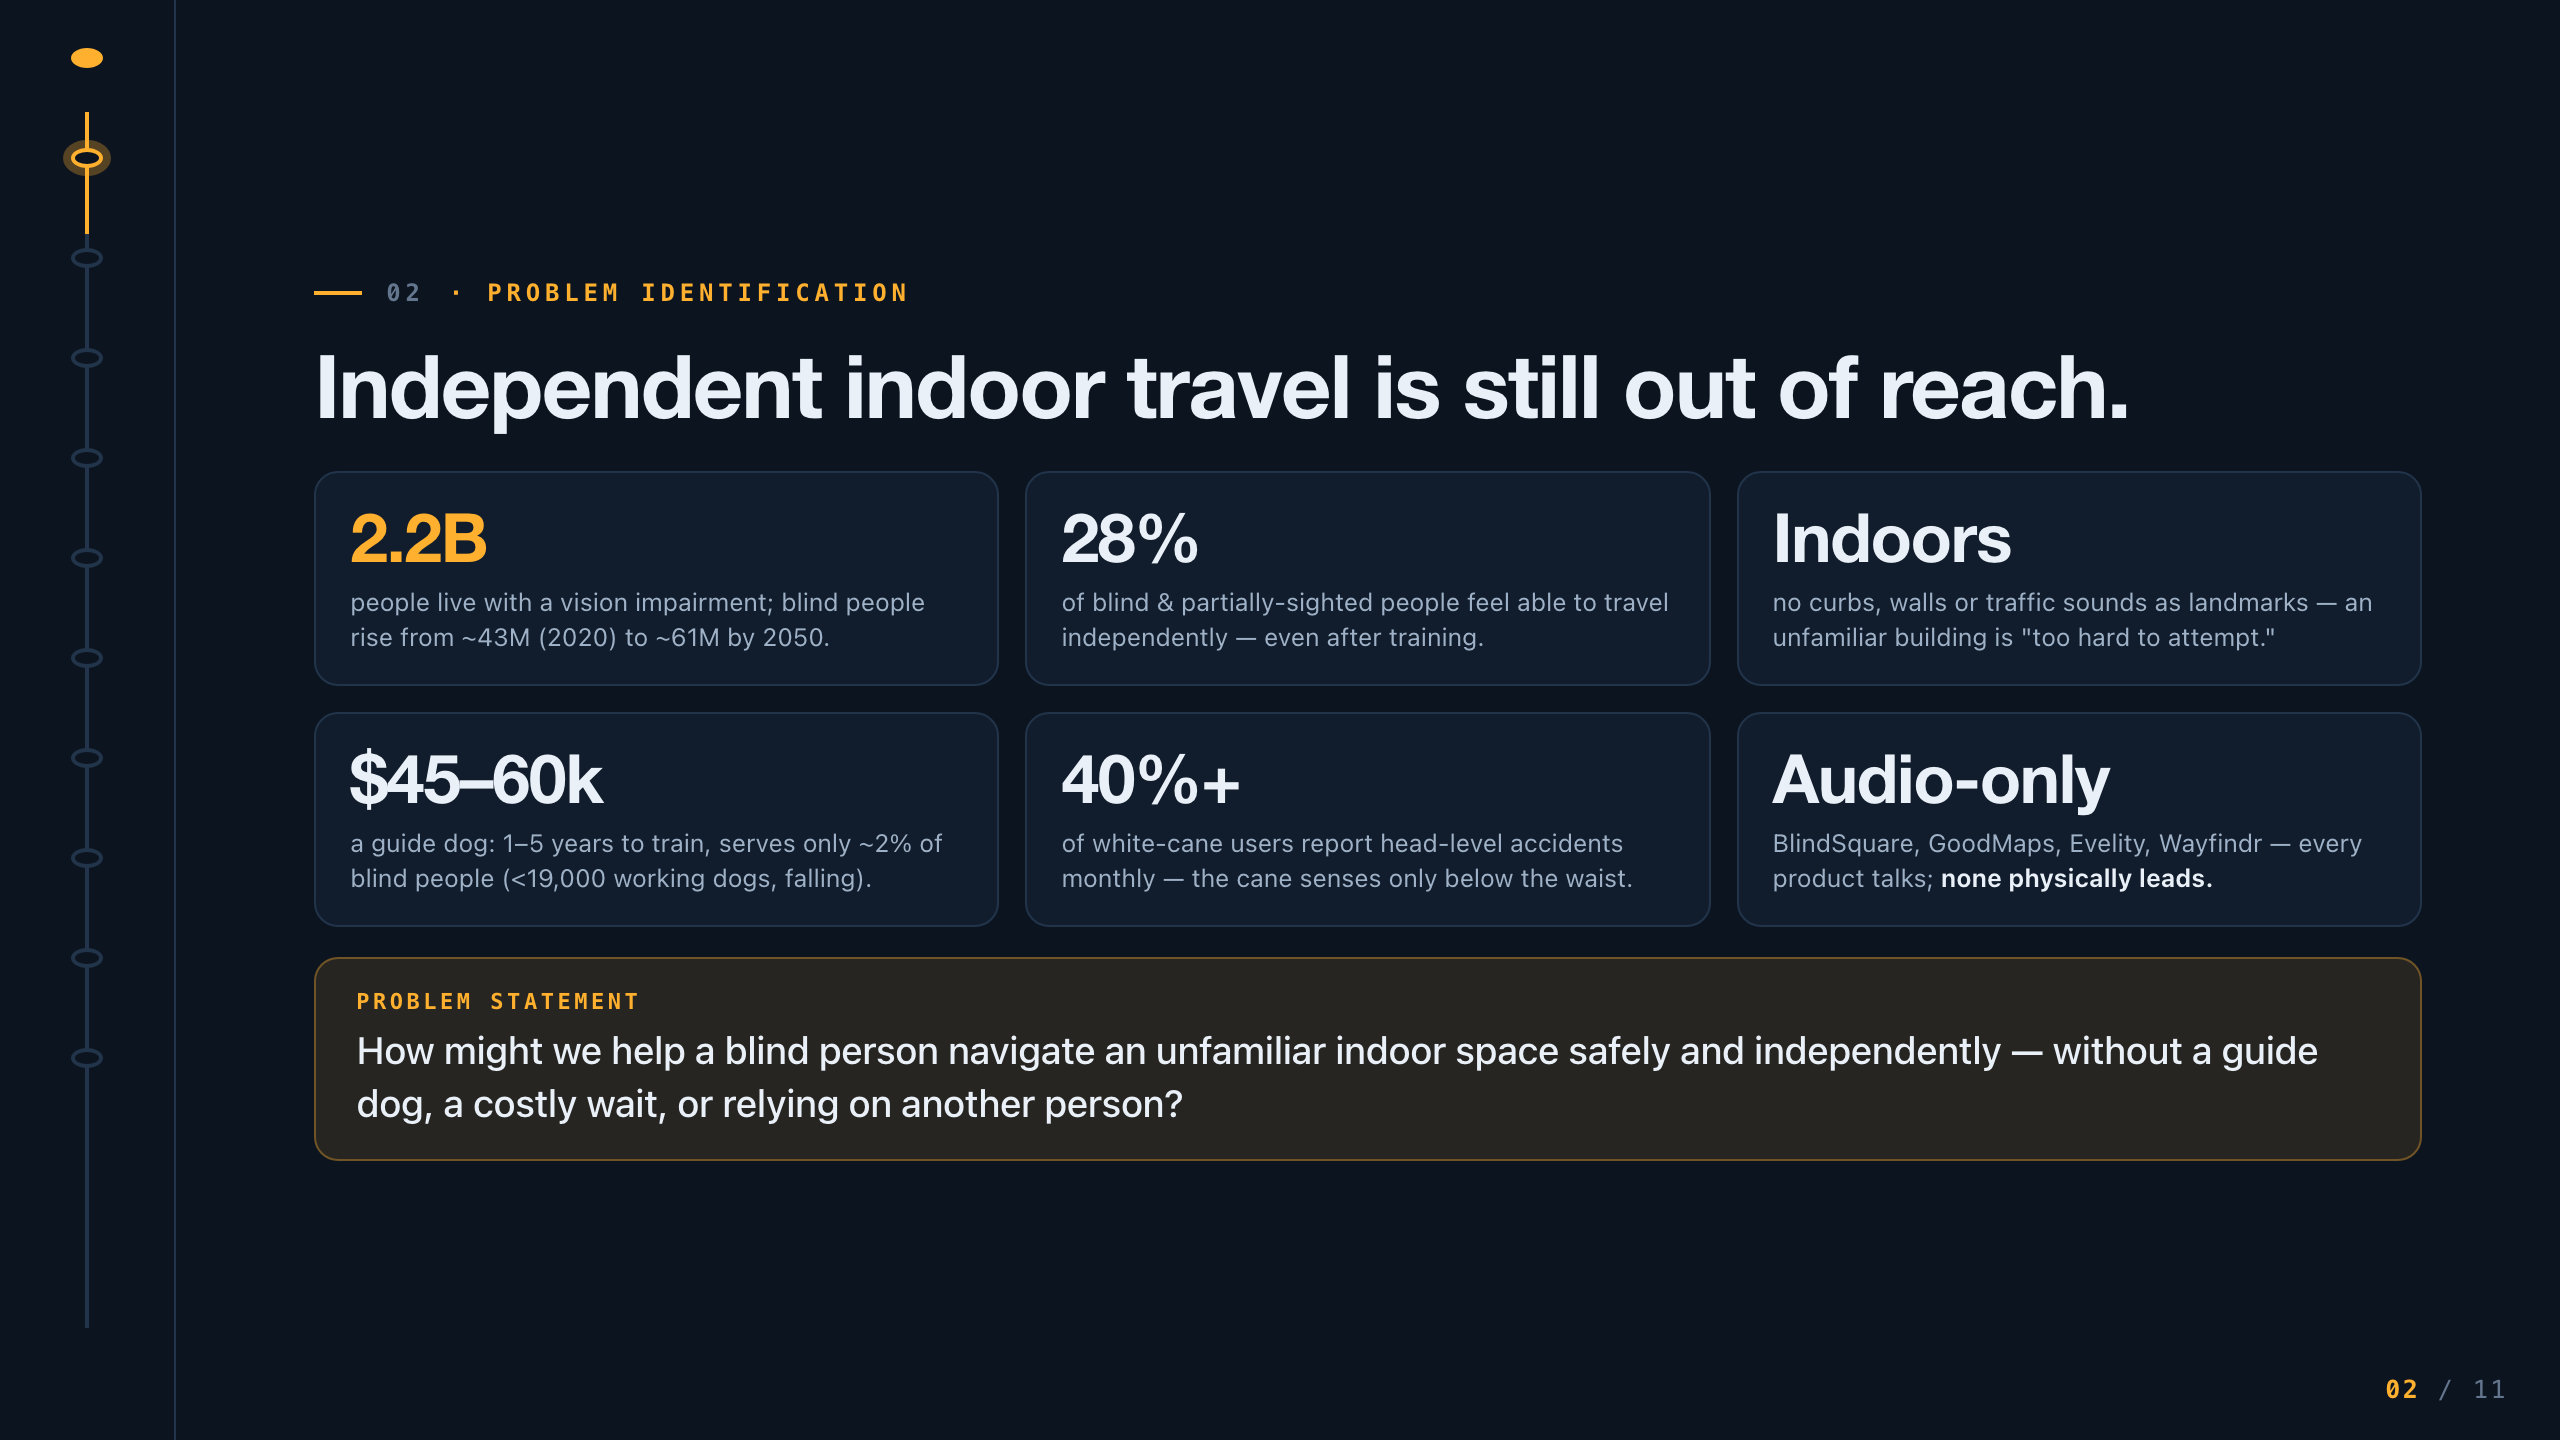 02 · PROBLEM IDENTIFICATION
Independent indoor travel is still out of reach.
2.2B
people live with a vision impairment; blind people
rise from ~43M (2020) to ~61M by 2050.
28%
of blind & partially-sighted people feel able to travel
independently — even after training.
Indoors
no curbs, walls or traffic sounds as landmarks — an
unfamiliar building is "too hard to attempt."
$45–60k
a guide dog: 1–5 years to train, serves only ~2% of
blind people (<19,000 working dogs, falling).
40%+
of white-cane users report head-level accidents
monthly — the cane senses only below the waist.
Audio-only
BlindSquare, GoodMaps, Evelity, Wayfindr — every
product talks; none physically leads.
PROBLEM STATEMENT
How might we help a blind person navigate an unfamiliar indoor space safely and independently — without a guide
dog, a costly wait, or relying on another person?
02 / 11